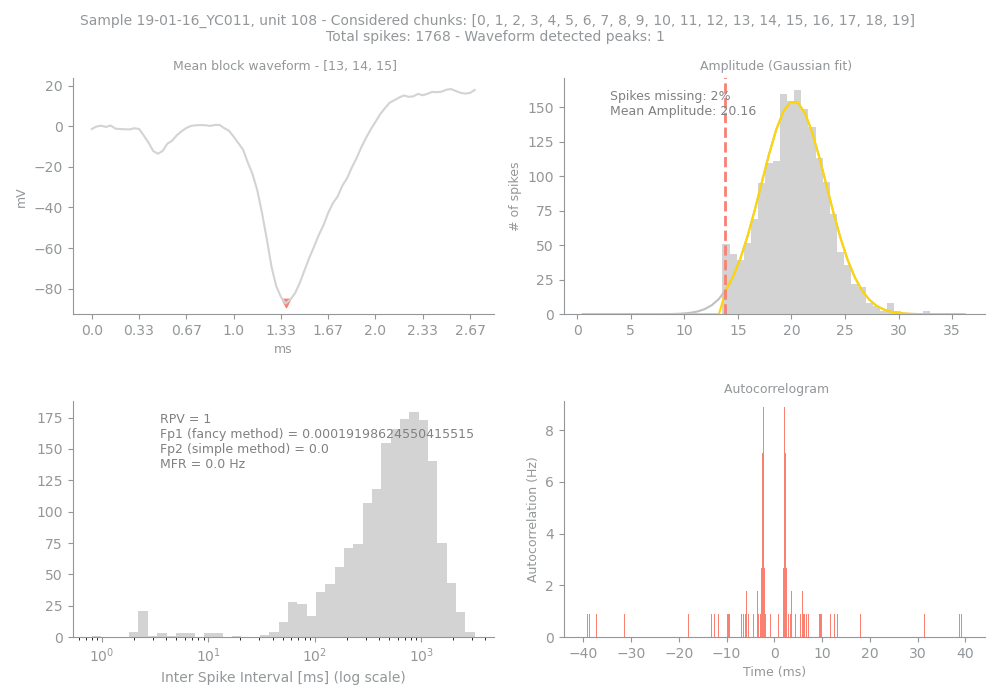 Sample 19-01-16_YC011, unit 108 - Considered chunks: [0, 1, 2, 3, 4, 5, 6, 7, 8, 9, 10, 11, 12, 13, 14, 15, 16, 17, 18, 19]
Total spikes: 1768 - Waveform detected peaks: 1
Mean block waveform - [13, 14, 15]
20
0
−20
−40
−60
−80
mV
0.0 0.33 0.67 1.0 1.33 1.67 2.0 2.33 2.67
ms
Amplitude (Gaussian fit)
Spikes missing: 2%
Mean Amplitude: 20.16
150
125
100
75
50
25
0
# of spikes
0 5 10 15 20 25 30 35
RPV = 1
Fp1 (fancy method) = 0.00019198624550415515
Fp2 (simple method) = 0.0
MFR = 0.0 Hz
175
150
125
100
75
50
25
0
10⁰ 10¹ 10² 10³
Inter Spike Interval [ms] (log scale)
Autocorrelogram
8
6
4
2
0
Autocorrelation (Hz)
−40 −30 −20 −10 0 10 20 30 40
Time (ms)